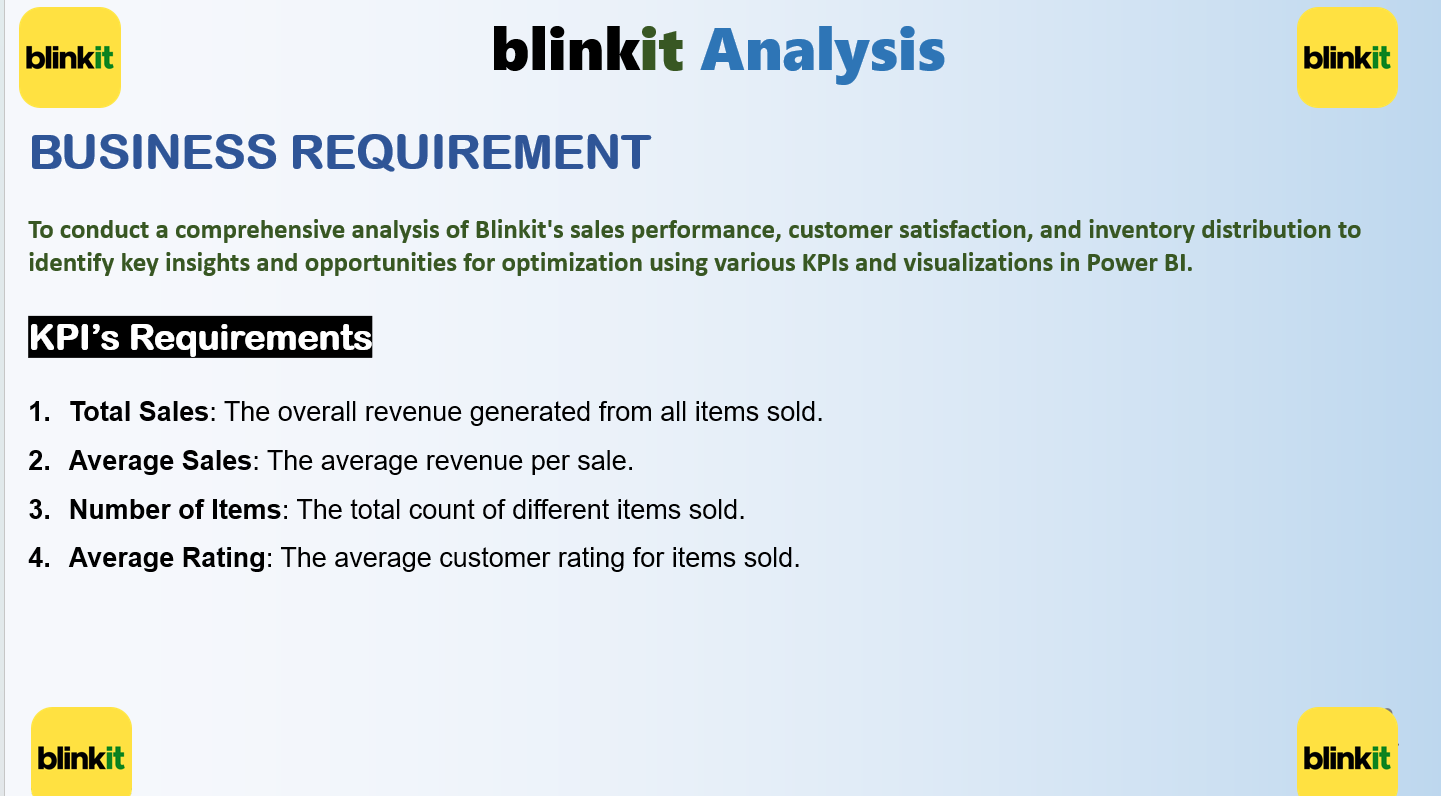 blinkit
blinkit Analysis
blinkit
BUSINESS REQUIREMENT
To conduct a comprehensive analysis of Blinkit's sales performance, customer satisfaction, and inventory distribution to
identify key insights and opportunities for optimization using various KPIs and visualizations in Power BI.
KPI’s Requirements
1. Total Sales: The overall revenue generated from all items sold.
2. Average Sales: The average revenue per sale.
3. Number of Items: The total count of different items sold.
4. Average Rating: The average customer rating for items sold.
blinkit
blinkit